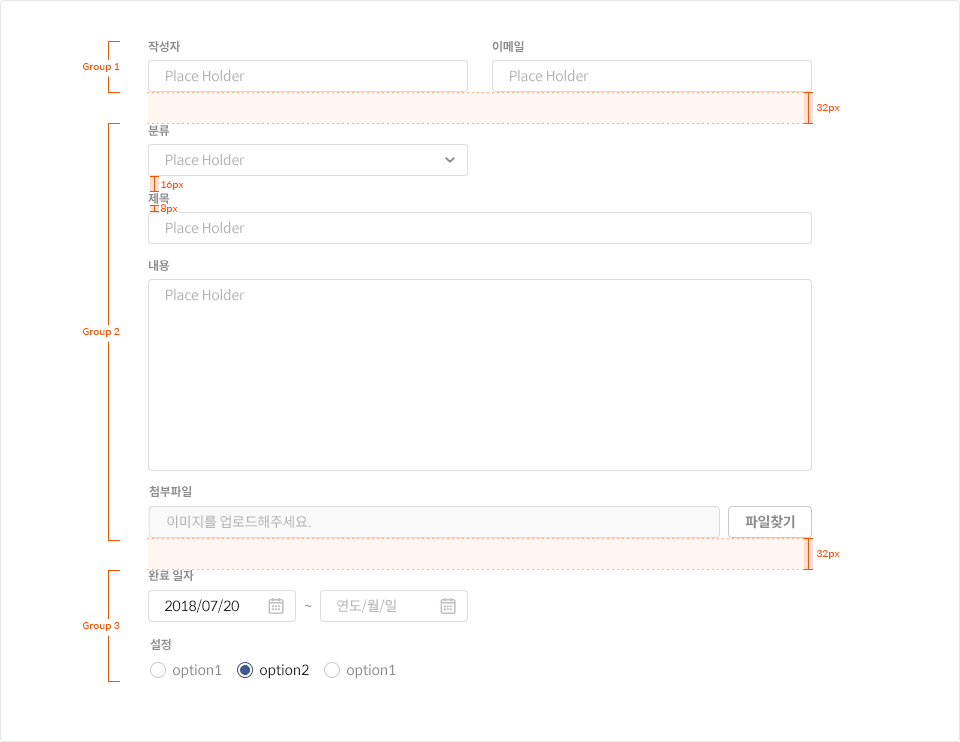 작성자 이메일
Group 1
Place Holder Place Holder
32px
분류
Place Holder
16px
제목
8px
Place Holder
내용
Place Holder
Group 2
첨부파일
이미지를 업로드해주세요. 파일찾기
32px
완료 일자
2018/07/20 ~ 연도/월/일
Group 3
설정
option1 option2 option1